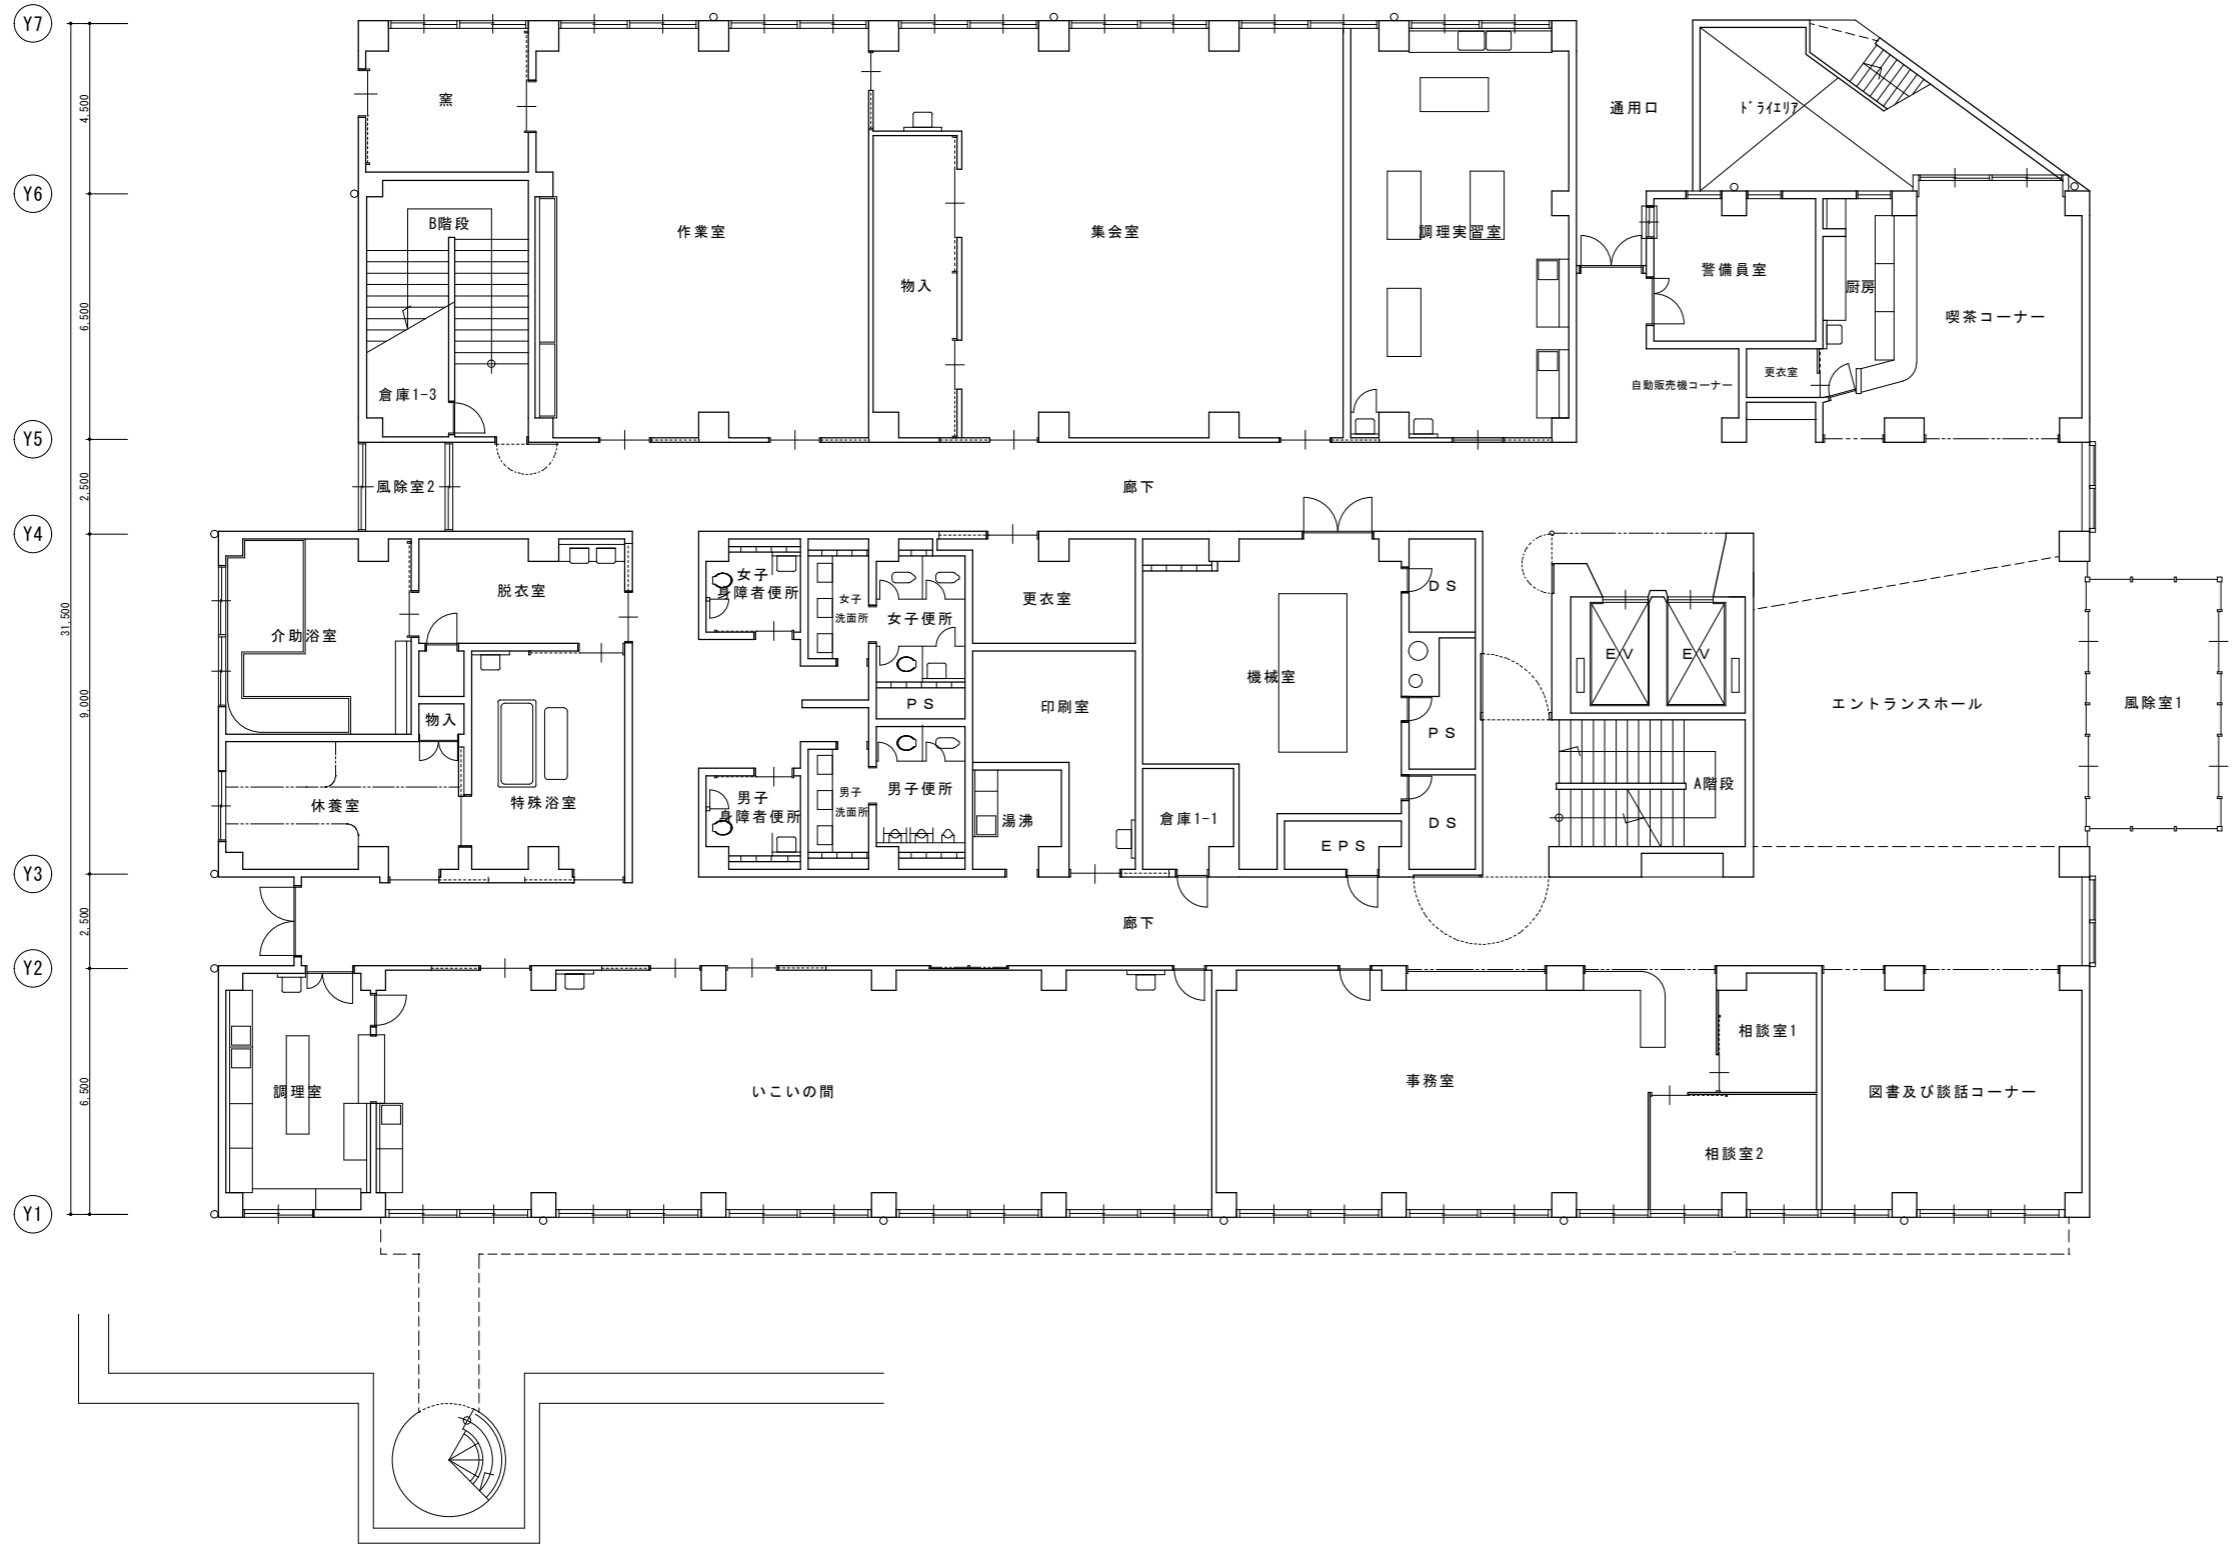 Y7
Y6
Y5
Y4
Y3
Y2
Y1
4,500
6,500
2,500
9,000
2,500
6,500
31,500
窯
通用口
ドライエリア
B階段
作業室
集会室
調理実習室
物入
警備員室
厨房
喫茶コーナー
倉庫1-3
更衣室
自動販売機コーナー
風除室2
廊下
脱衣室
女子
身障者便所
女子
洗面所
女子便所
更衣室
DS
EV
EV
介助浴室
機械室
物入
PS
印刷室
PS
エントランスホール
風除室1
休養室
特殊浴室
男子
身障者便所
男子
洗面所
男子便所
湯沸
倉庫1-1
EPS
DS
A階段
廊下
調理室
いこいの間
事務室
相談室1
相談室2
図書及び談話コーナー